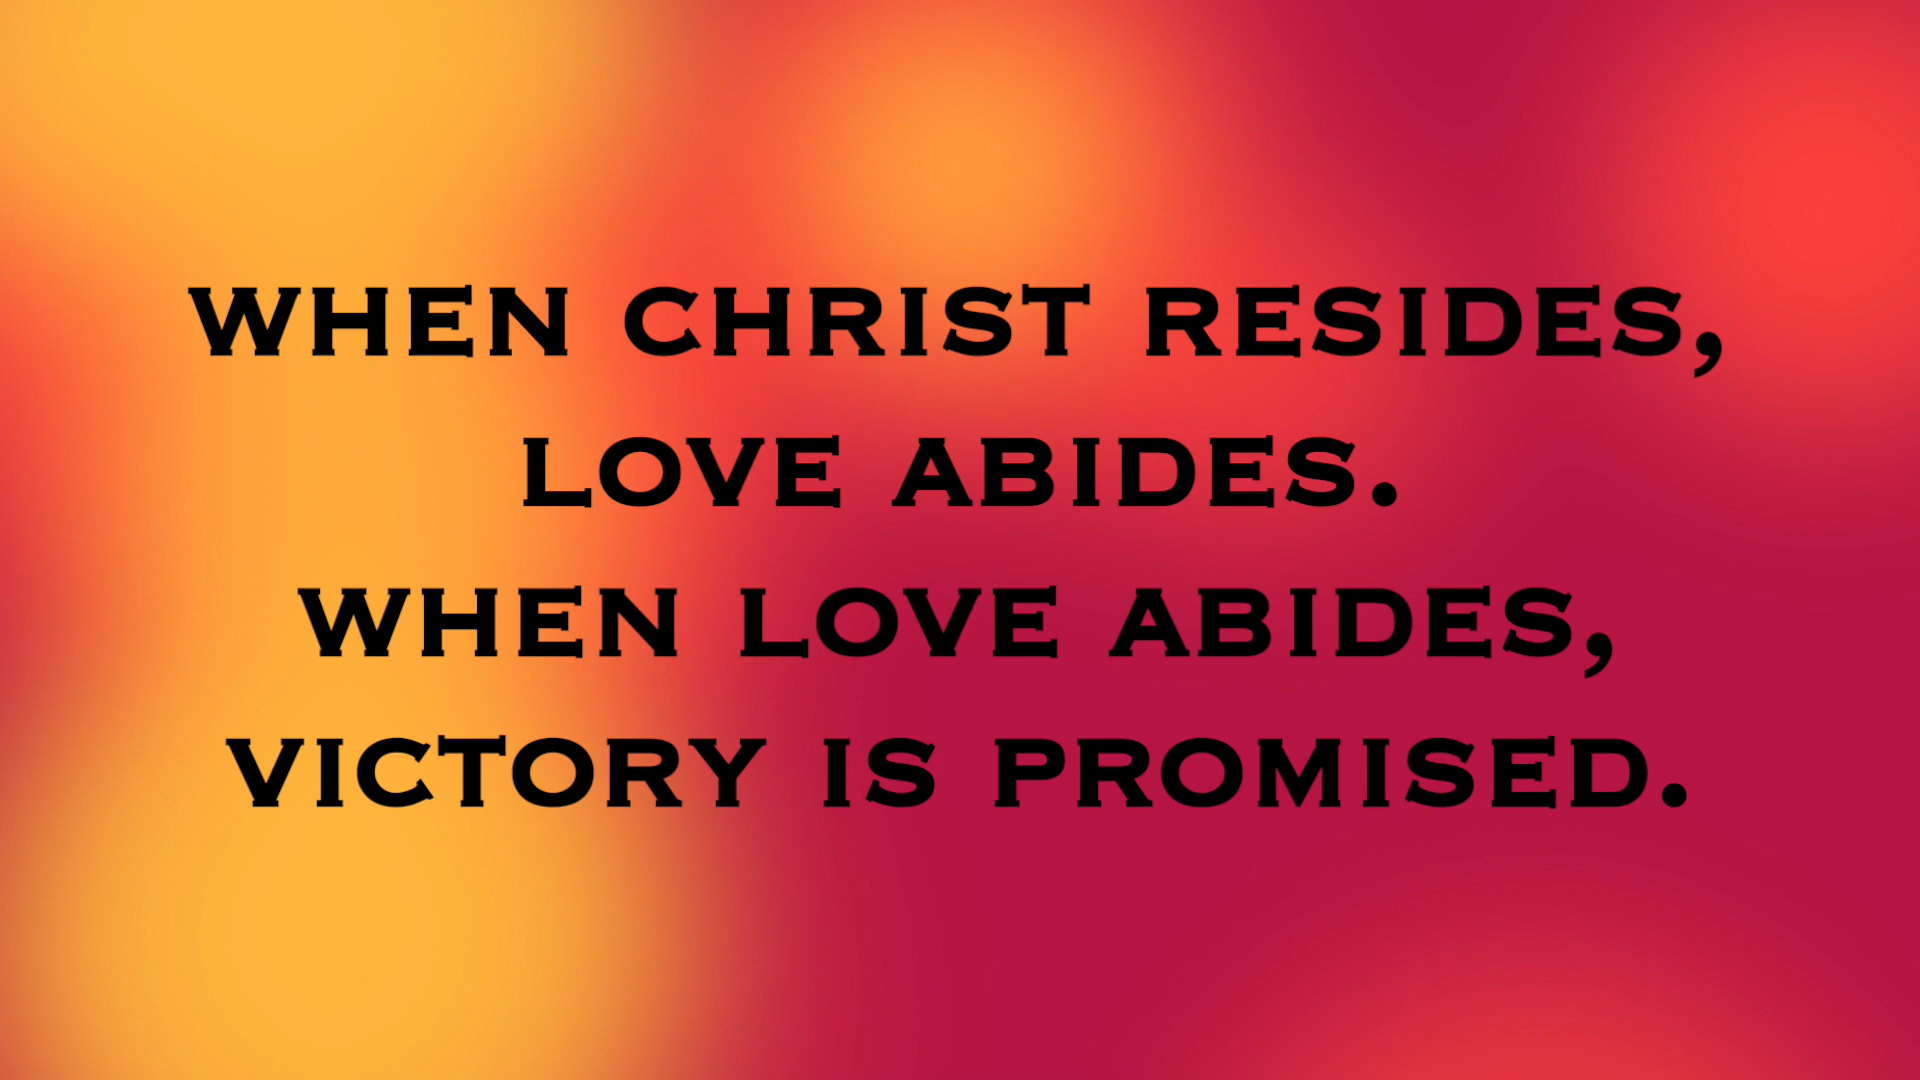 WHEN CHRIST RESIDES,
LOVE ABIDES.
WHEN LOVE ABIDES,
VICTORY IS PROMISED.